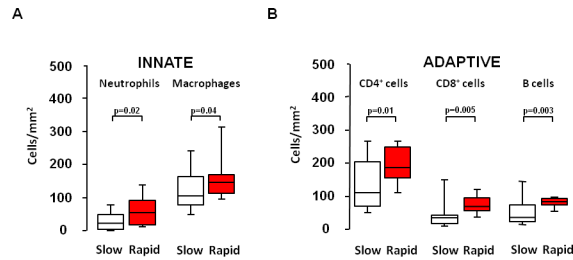 A
INNATE
Neutrophils Macrophages
p=0.02 p=0.04
Cells/mm²
500
400
300
200
100
0
Slow Rapid Slow Rapid
B
ADAPTIVE
CD4⁺ cells CD8⁺ cells B cells
p=0.01 p=0.005 p=0.003
Cells/mm²
500
400
300
200
100
0
Slow Rapid Slow Rapid Slow Rapid